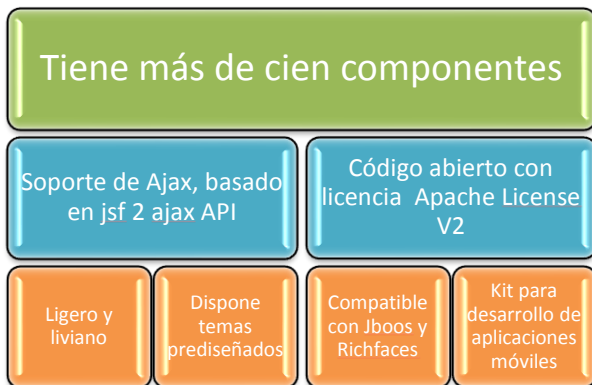 Tiene más de cien componentes
Soporte de Ajax, basado
en jsf 2 ajax API
Código abierto con
licencia Apache License
V2
Ligero y
liviano
Dispone
temas
prediseñados
Compatible
con Jboos y
Richfaces
Kit para
desarrollo de
aplicaciones
móviles